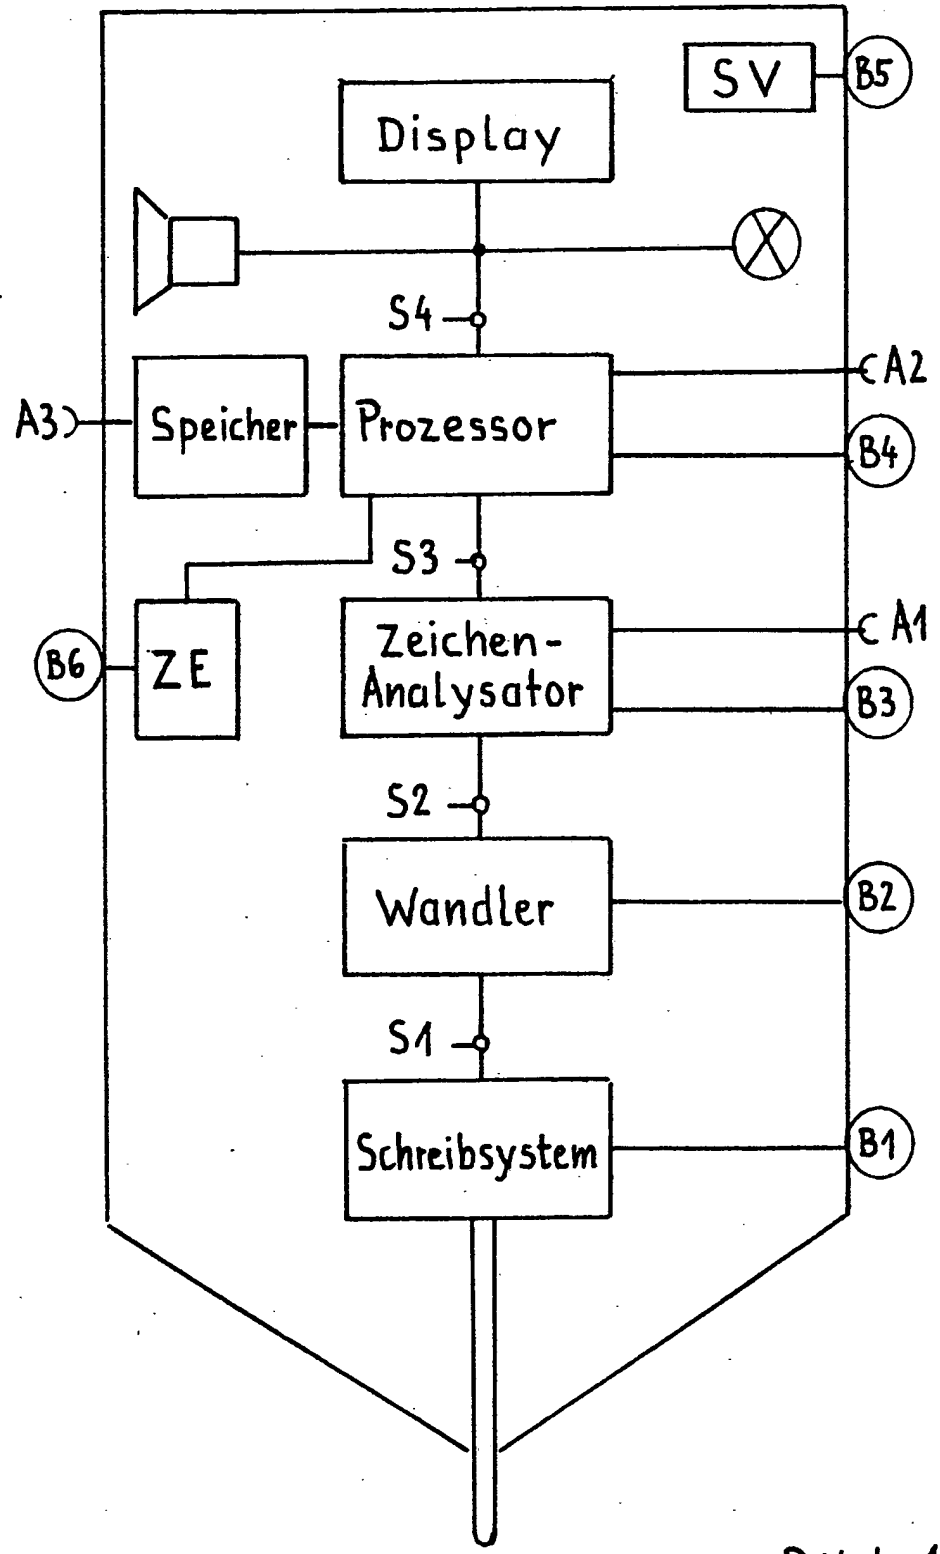 SV
B5
Display
S4
A2
A3
Speicher
Prozessor
B4
S3
A1
Zeichen-
Analysator
B6
ZE
B3
S2
Wandler
B2
S1
Schreibsystem
B1